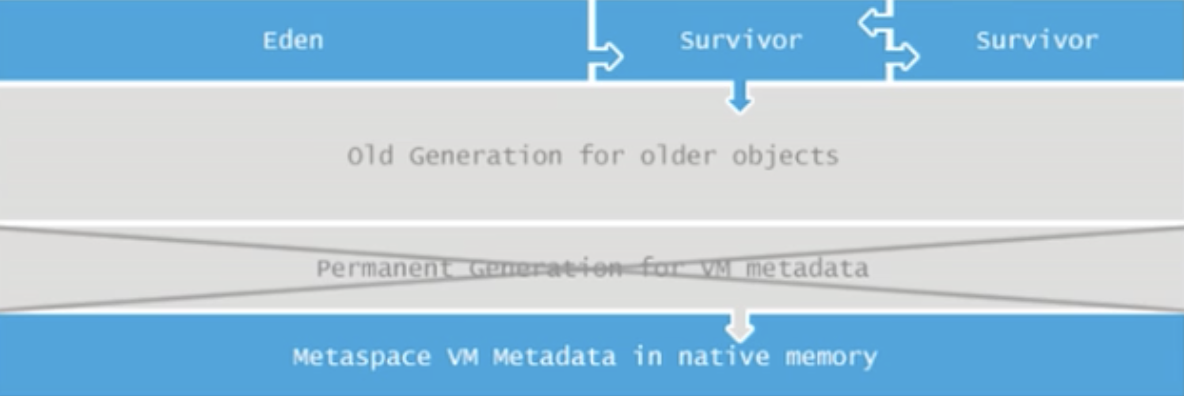 Eden
Survivor
Survivor
Old Generation for older objects
Permanent Generation for VM metadata
Metaspace VM Metadata in native memory